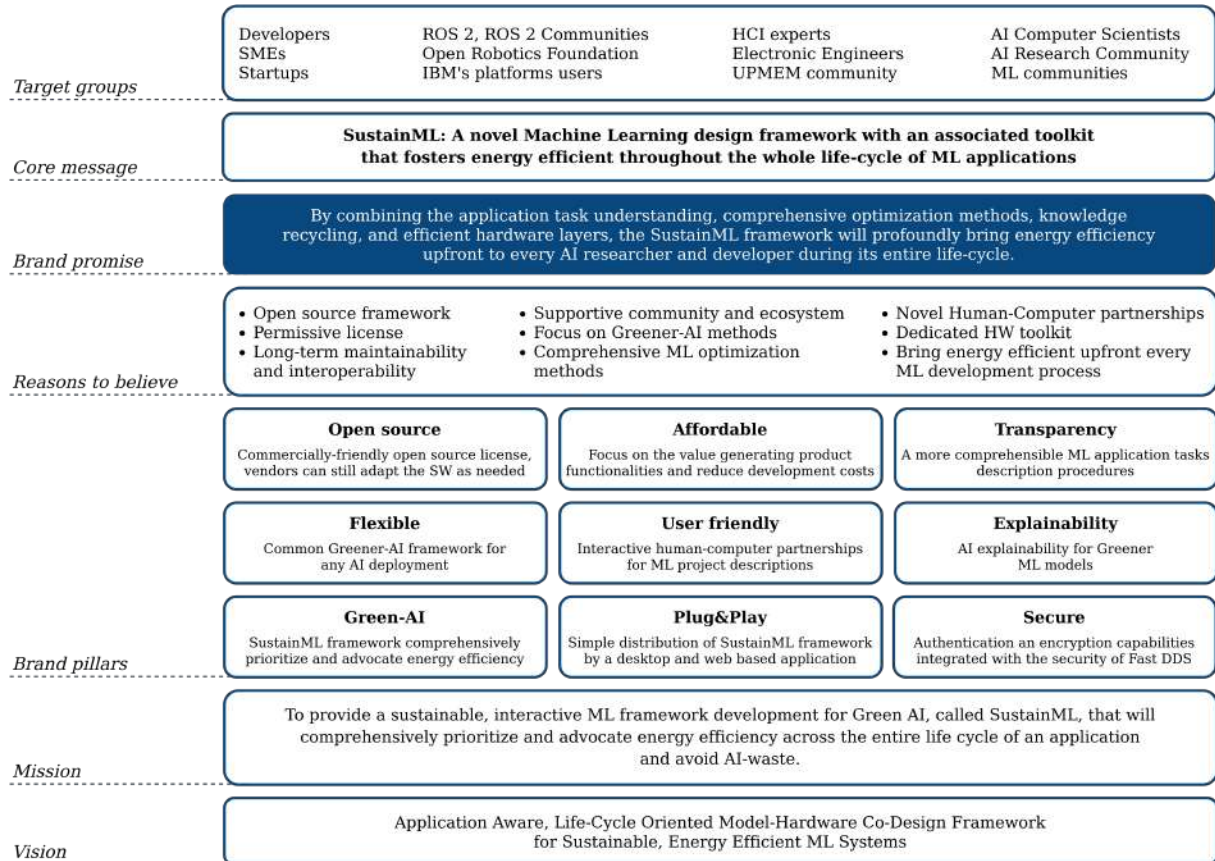 Developers
SMEs
Startups
ROS 2, ROS 2 Communities
Open Robotics Foundation
IBM's platforms users
HCI experts
Electronic Engineers
UPMEM community
AI Computer Scientists
AI Research Community
ML communities
Target groups
SustainML: A novel Machine Learning design framework with an associated toolkit
that fosters energy efficient throughout the whole life-cycle of ML applications
Core message
By combining the application task understanding, comprehensive optimization methods, knowledge
recycling, and efficient hardware layers, the SustainML framework will profoundly bring energy efficiency
upfront to every AI researcher and developer during its entire life-cycle.
Brand promise
• Open source framework
• Permissive license
• Long-term maintainability
and interoperability
• Supportive community and ecosystem
• Focus on Greener-AI methods
• Comprehensive ML optimization
methods
• Novel Human-Computer partnerships
• Dedicated HW toolkit
• Bring energy efficient upfront every
ML development process
Reasons to believe
Open source
Commercially-friendly open source license,
vendors can still adapt the SW as needed
Affordable
Focus on the value generating product
functionalities and reduce development costs
Transparency
A more comprehensible ML application tasks
description procedures
Flexible
Common Greener-AI framework for
any AI deployment
User friendly
Interactive human-computer partnerships
for ML project descriptions
Explainability
AI explainability for Greener
ML models
Green-AI
SustainML framework comprehensively
prioritize and advocate energy efficiency
Plug&Play
Simple distribution of SustainML framework
by a desktop and web based application
Secure
Authentication an encryption capabilities
integrated with the security of Fast DDS
Brand pillars
To provide a sustainable, interactive ML framework development for Green AI, called SustainML, that will
comprehensively prioritize and advocate energy efficiency across the entire life cycle of an application
and avoid AI-waste.
Mission
Application Aware, Life-Cycle Oriented Model-Hardware Co-Design Framework
for Sustainable, Energy Efficient ML Systems
Vision